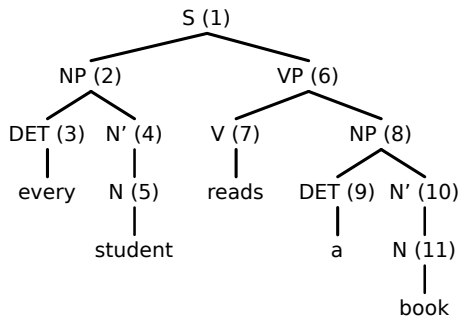 S (1)
NP (2) VP (6)
DET (3) N’ (4) V (7) NP (8)
every N (5) reads DET (9) N’ (10)
student a N (11)
book